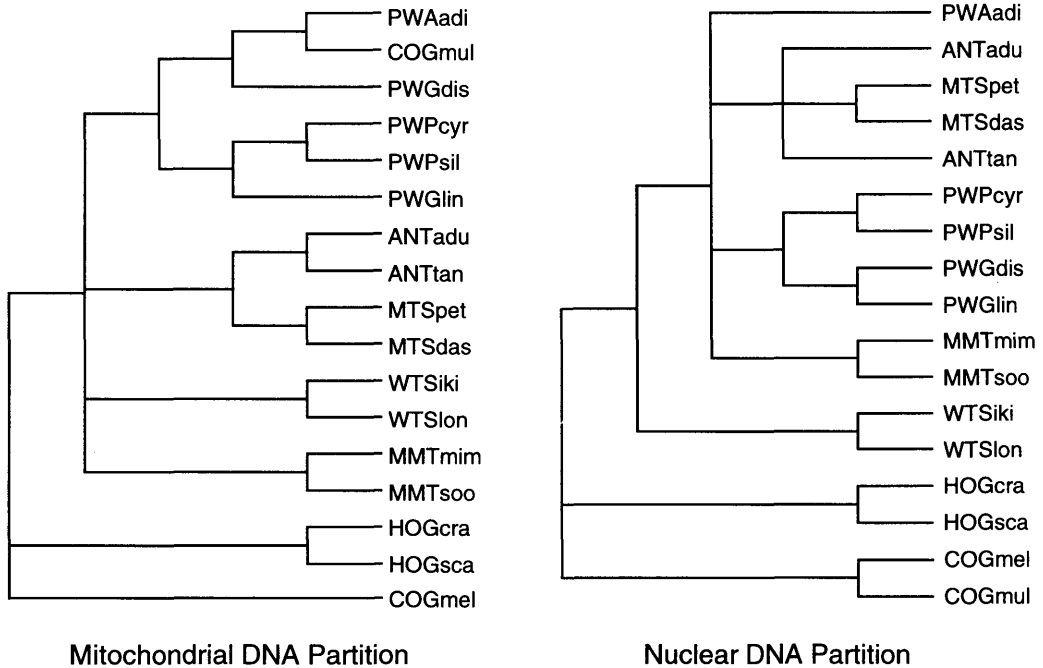 PWAadi
COGmul
PWGdis
PWPcyr
PWPsil
PWGlin
ANTadu
ANTtan
MTSpet
MTSdas
WTSiki
WTSlon
MMTmim
MMTsoo
HOGcra
HOGsca
COGmel
Mitochondrial DNA Partition
PWAadi
ANTadu
MTSpet
MTSdas
ANTtan
PWPcyr
PWPsil
PWGdis
PWGlin
MMTmim
MMTsoo
WTSiki
WTSlon
HOGcra
HOGsca
COGmel
COGmul
Nuclear DNA Partition